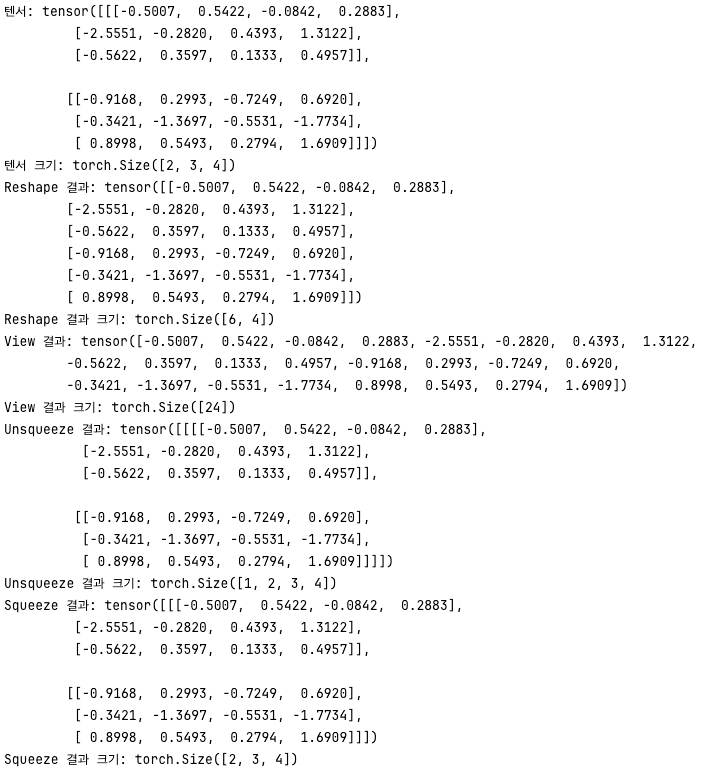 텐서: tensor([[[-0.5007,  0.5422, -0.0842,  0.2883],
         [-2.5551, -0.2820,  0.4393,  1.3122],
         [-0.5622,  0.3597,  0.1333,  0.4957]],

        [[-0.9168,  0.2993, -0.7249,  0.6920],
         [-0.3421, -1.3697, -0.5531, -1.7734],
         [ 0.8998,  0.5493,  0.2794,  1.6909]]])
텐서 크기: torch.Size([2, 3, 4])
Reshape 결과: tensor([[-0.5007,  0.5422, -0.0842,  0.2883],
        [-2.5551, -0.2820,  0.4393,  1.3122],
        [-0.5622,  0.3597,  0.1333,  0.4957],
        [-0.9168,  0.2993, -0.7249,  0.6920],
        [-0.3421, -1.3697, -0.5531, -1.7734],
        [ 0.8998,  0.5493,  0.2794,  1.6909]])
Reshape 결과 크기: torch.Size([6, 4])
View 결과: tensor([-0.5007,  0.5422, -0.0842,  0.2883, -2.5551, -0.2820,  0.4393,  1.3122,
        -0.5622,  0.3597,  0.1333,  0.4957, -0.9168,  0.2993, -0.7249,  0.6920,
        -0.3421, -1.3697, -0.5531, -1.7734,  0.8998,  0.5493,  0.2794,  1.6909])
View 결과 크기: torch.Size([24])
Unsqueeze 결과: tensor([[[[-0.5007,  0.5422, -0.0842,  0.2883],
          [-2.5551, -0.2820,  0.4393,  1.3122],
          [-0.5622,  0.3597,  0.1333,  0.4957]],

         [[-0.9168,  0.2993, -0.7249,  0.6920],
          [-0.3421, -1.3697, -0.5531, -1.7734],
          [ 0.8998,  0.5493,  0.2794,  1.6909]]]])
Unsqueeze 결과 크기: torch.Size([1, 2, 3, 4])
Squeeze 결과: tensor([[[-0.5007,  0.5422, -0.0842,  0.2883],
         [-2.5551, -0.2820,  0.4393,  1.3122],
         [-0.5622,  0.3597,  0.1333,  0.4957]],

        [[-0.9168,  0.2993, -0.7249,  0.6920],
         [-0.3421, -1.3697, -0.5531, -1.7734],
         [ 0.8998,  0.5493,  0.2794,  1.6909]]])
Squeeze 결과 크기: torch.Size([2, 3, 4])